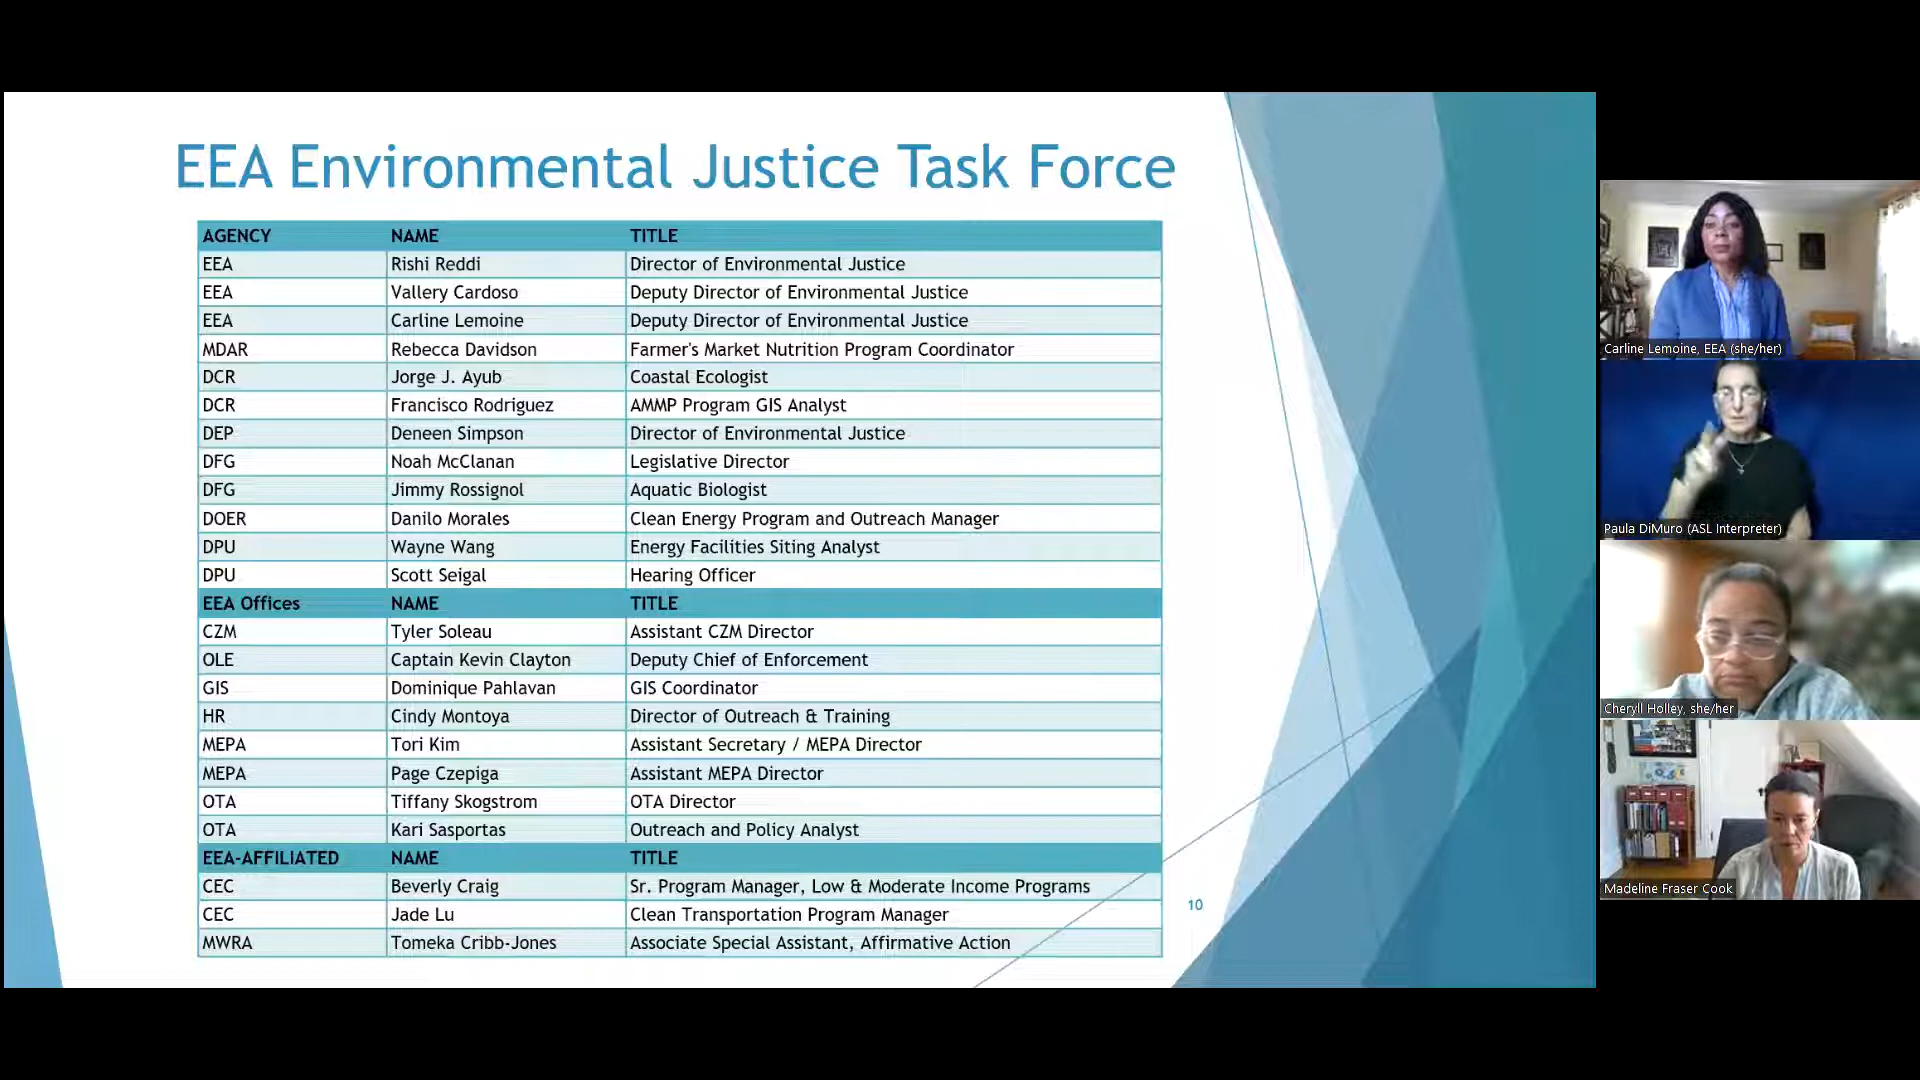 EEA Environmental Justice Task Force
AGENCY NAME TITLE
EEA Rishi Reddi Director of Environmental Justice
EEA Vallery Cardoso Deputy Director of Environmental Justice
EEA Carline Lemoine Deputy Director of Environmental Justice
MDAR Rebecca Davidson Farmer's Market Nutrition Program Coordinator
DCR Jorge J. Ayub Coastal Ecologist
DCR Francisco Rodriguez AMMP Program GIS Analyst
DEP Deneen Simpson Director of Environmental Justice
DFG Noah McClanan Legislative Director
DFG Jimmy Rossignol Aquatic Biologist
DOER Danilo Morales Clean Energy Program and Outreach Manager
DPU Wayne Wang Energy Facilities Siting Analyst
DPU Scott Seigal Hearing Officer
EEA Offices NAME TITLE
CZM Tyler Soleau Assistant CZM Director
OLE Captain Kevin Clayton Deputy Chief of Enforcement
GIS Dominique Pahlavan GIS Coordinator
HR Cindy Montoya Director of Outreach & Training
MEPA Tori Kim Assistant Secretary / MEPA Director
MEPA Page Czepiga Assistant MEPA Director
OTA Tiffany Skogstrom OTA Director
OTA Kari Sasportas Outreach and Policy Analyst
EEA-AFFILIATED NAME TITLE
CEC Beverly Craig Sr. Program Manager, Low & Moderate Income Programs
CEC Jade Lu Clean Transportation Program Manager
MWRA Tomeka Cribb-Jones Associate Special Assistant, Affirmative Action
10
Carline Lemoine, EEA (she/her)
Paula DiMuro (ASL Interpreter)
Cheryll Holley, she/her
Madeline Fraser Cook